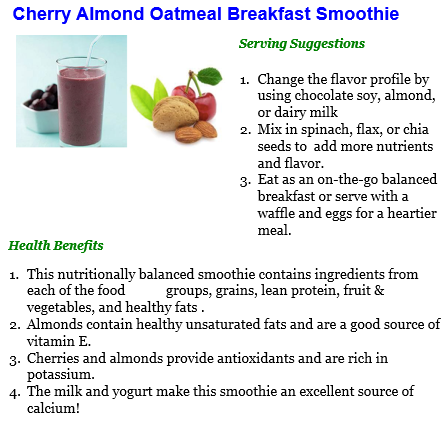 Cherry Almond Oatmeal Breakfast Smoothie
Serving Suggestions
1. Change the flavor profile by
using chocolate soy, almond,
or dairy milk
2. Mix in spinach, flax, or chia
seeds to add more nutrients
and flavor.
3. Eat as an on-the-go balanced
breakfast or serve with a
waffle and eggs for a heartier
meal.
Health Benefits
1. This nutritionally balanced smoothie contains ingredients from
each of the food groups, grains, lean protein, fruit &
vegetables, and healthy fats .
2. Almonds contain healthy unsaturated fats and are a good source of
vitamin E.
3. Cherries and almonds provide antioxidants and are rich in
potassium.
4. The milk and yogurt make this smoothie an excellent source of
calcium!